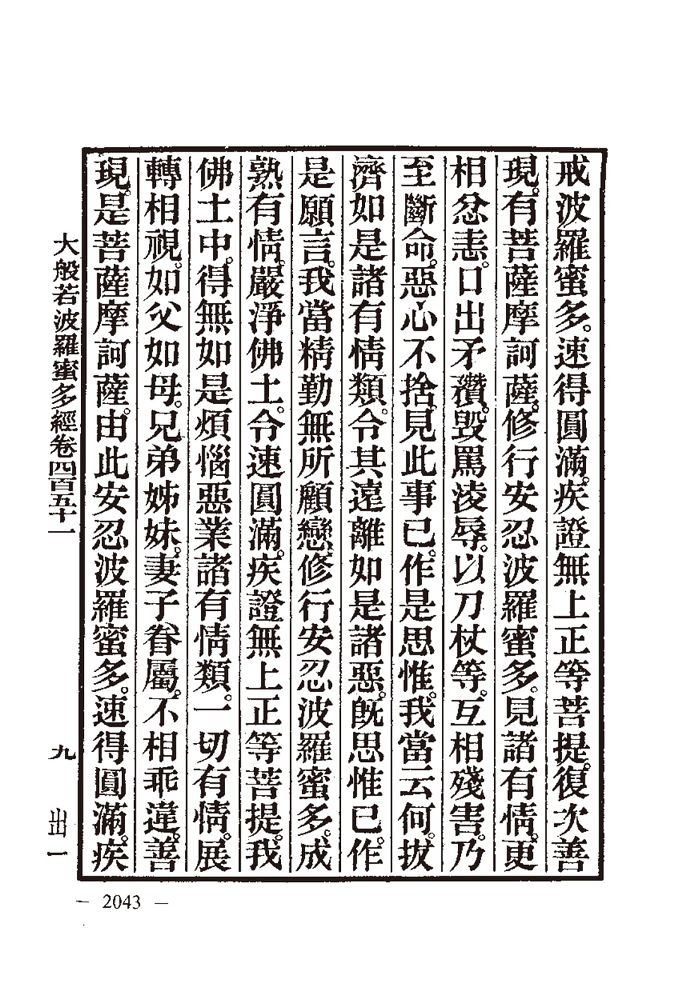 戒波羅蜜多。速得圓滿。疾證無上正等菩提。復次善
現。有菩薩摩訶薩。修行安忍波羅蜜多。見諸有情。更
相忿恚。口出矛䂎。毀罵淩辱。以刀杖等。互相殘害。乃
至斷命。惡心不捨。見此事已。作是思惟。我當云何。拔
濟如是諸有情類。令其遠離如是諸惡。旣思惟已。作
是願言。我當精勤無所顧戀。修行安忍波羅蜜多。成
熟有情。嚴淨佛土。令速圓滿。疾證無上正等菩提。我
佛土中。得無如是煩惱惡業諸有情類。一切有情。展
轉相視。如父如母。兄弟姊妹。妻子眷屬。不相乖違。善
現。是菩薩摩訶薩。由此安忍波羅蜜多。速得圓滿。疾
大般若波羅蜜多經卷四百五十一
九
出一
— 2043 —